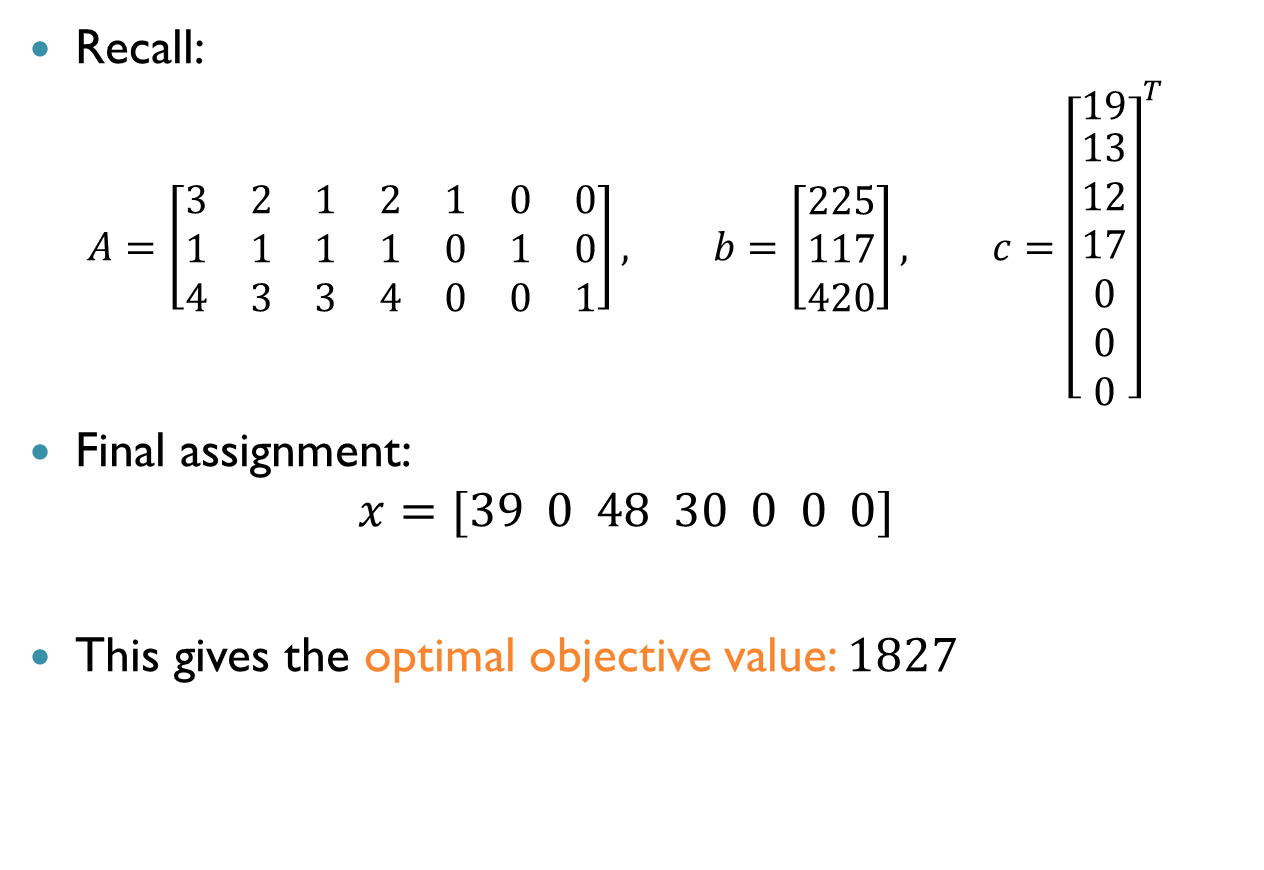 • Recall:
A = [3 2 1 2 1 0 0; 1 1 1 1 0 1 0; 4 3 3 4 0 0 1], b = [225; 117; 420], c = [19; 13; 12; 17; 0; 0; 0]^T
• Final assignment:
x = [39 0 48 30 0 0 0]
• This gives the optimal objective value: 1827